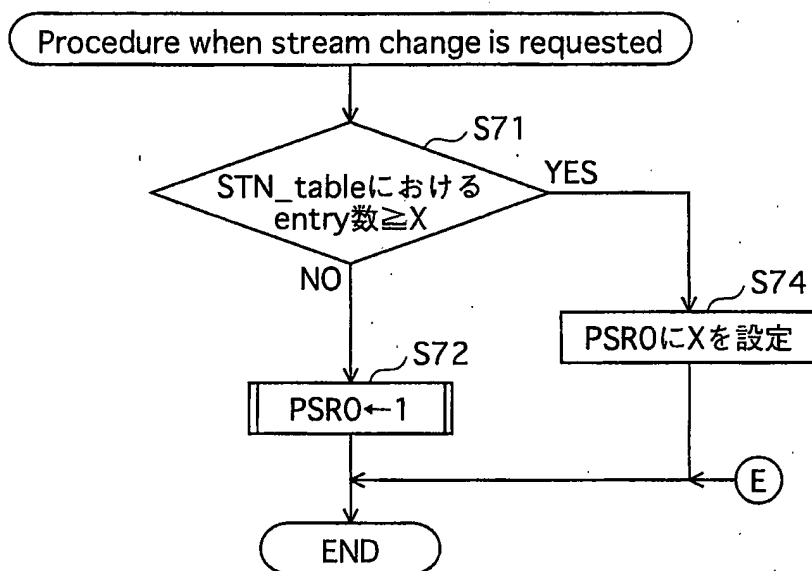 Procedure when stream change is requested
S71
STN_tableにおける
entry数≧X
YES
NO
S74
PSR0にXを設定
S72
PSR0←1
E
END